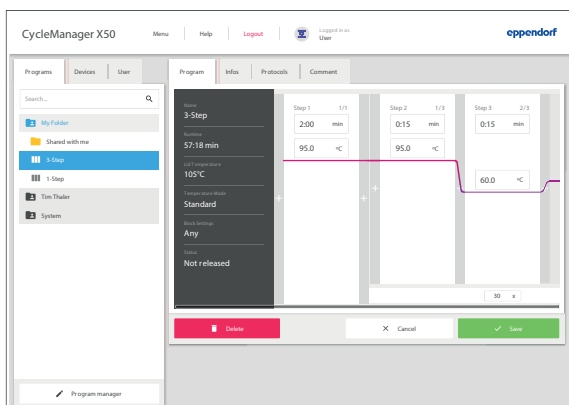 CycleManager X50
Menu
Help
Logout
Logged in as
User
eppendorf
Programs
Devices
User
Search...
My Folder
Shared with me
3-Step
1-Step
Tim Thaler
System
Program manager
Program
Infos
Protocols
Comment
Name
3-Step
Runtime
57:18 min
Lid Temperature
105°C
Temperature Mode
Standard
Block Settings
Any
Status
Not released
Step 1 1/1
2:00 min
95.0 °C
Step 2 1/3
0:15 min
95.0 °C
Step 3 2/3
0:15 min
60.0 °C
30 x
Delete
Cancel
Save